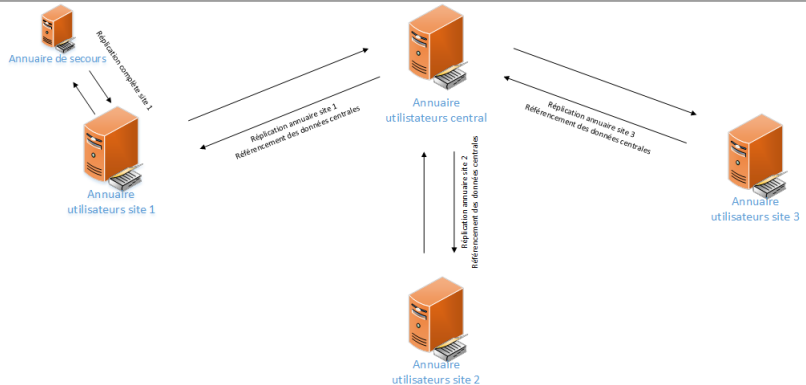 Annuaire de secours
Réplication complète site 1
Annuaire
utilisateurs site 1
Réplication annuaire site 1
Référencement des données centrales
Annuaire
utilistateurs central
Réplication annuaire site 2
Référencement des données centrales
Annuaire
utilisateurs site 2
Réplication annuaire site 3
Référencement des données centrales
Annuaire
utilisateurs site 3